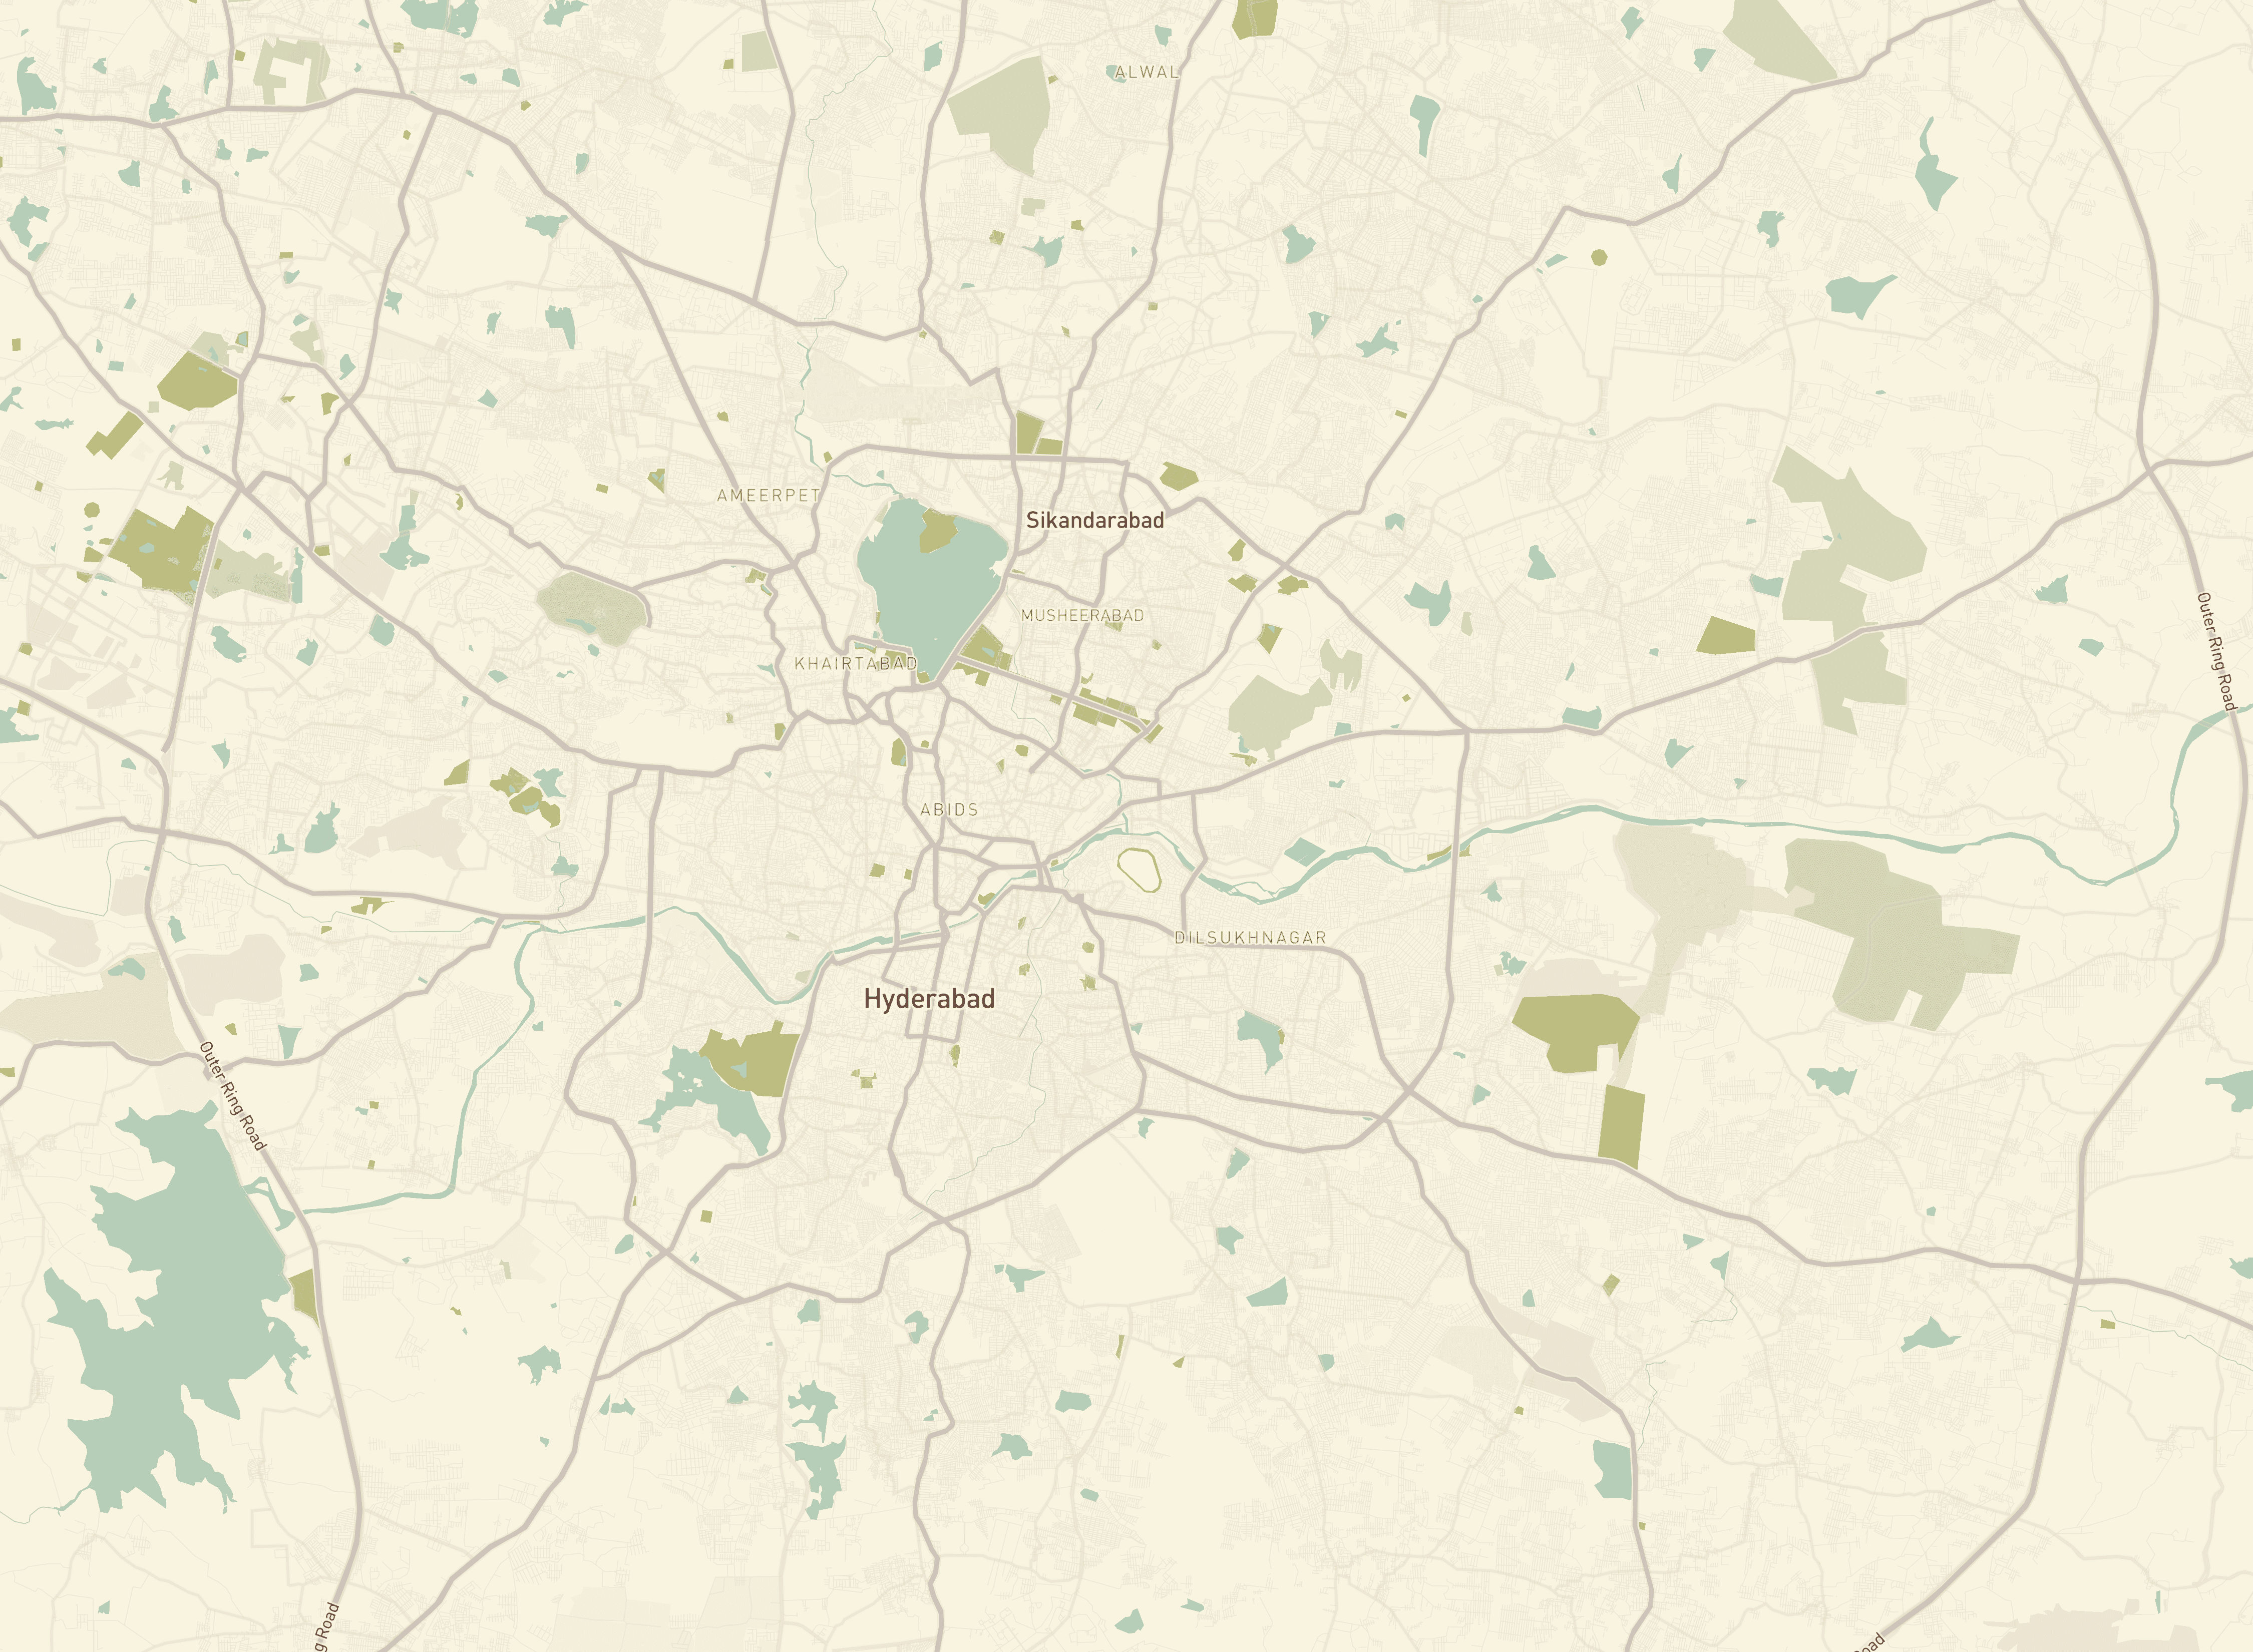 ALWAL
AMEERPET
Sikandarabad
MUSHEERABAD
Outer Ring Road
KHAIRTABAD
ABIDS
DILSUKHNAGAR
Hyderabad
Outer Ring Road
g Road
oad